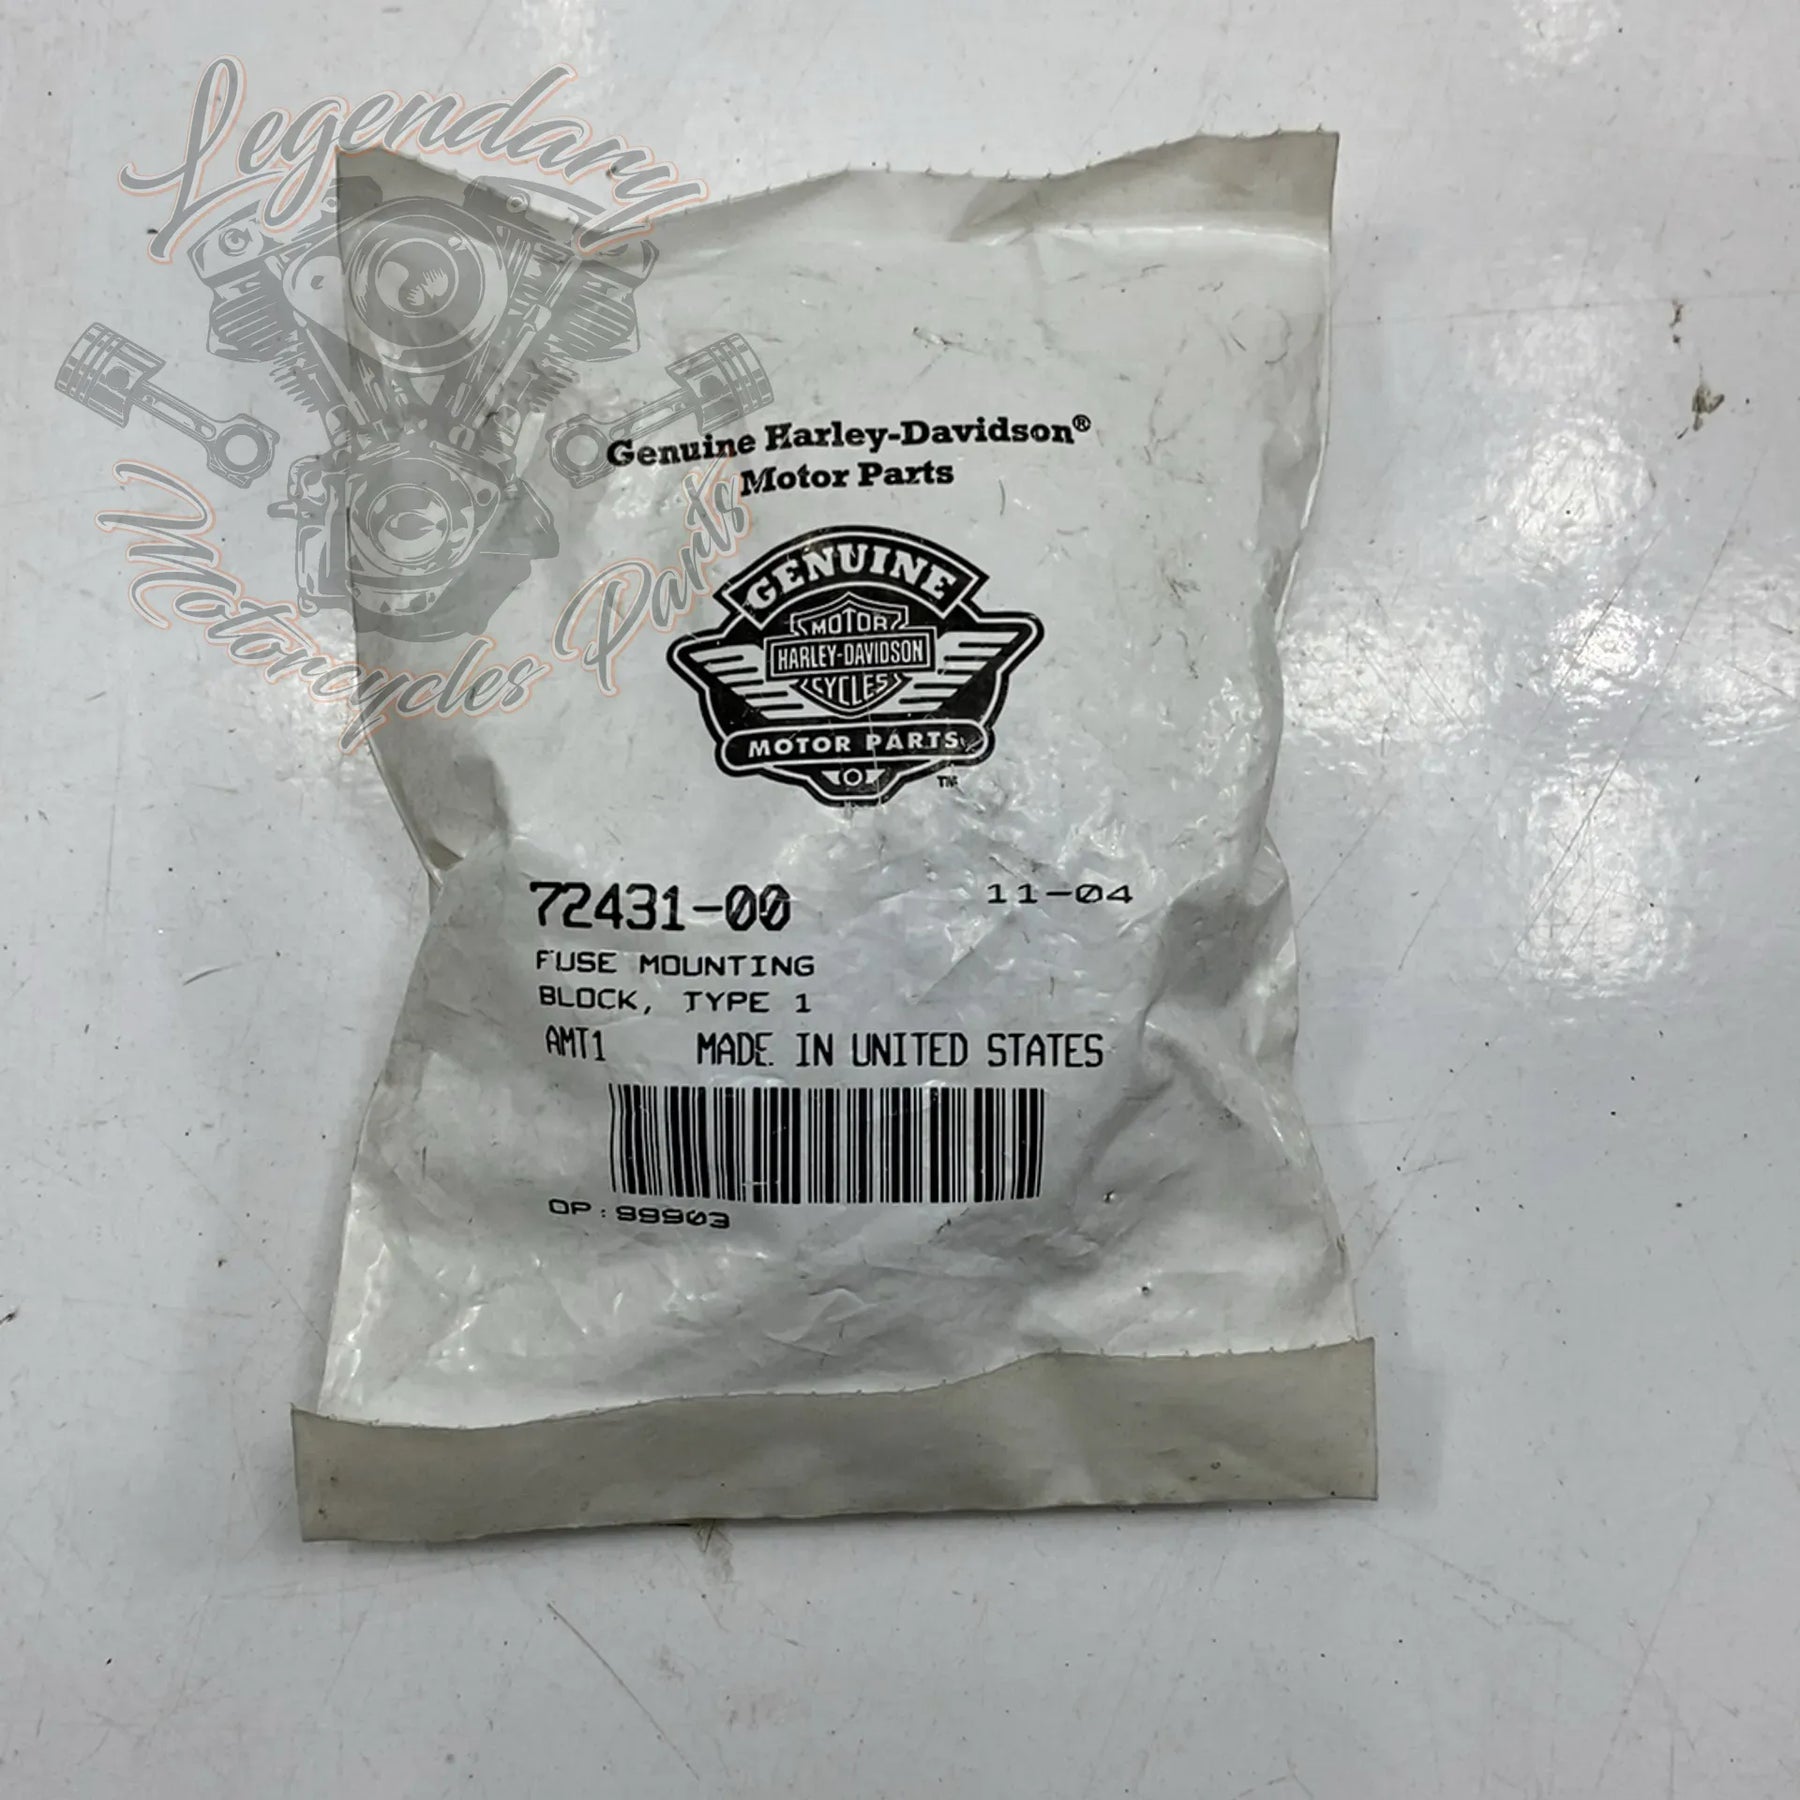 Legendary
Motorcycles Parts
Genuine Harley-Davidson®
Motor Parts
GENUINE
MOTOR
HARLEY-DAVIDSON
CYCLES
MOTOR PARTS
TM
72431-00 11-04
FUSE MOUNTING
BLOCK, TYPE 1
AMT1 MADE IN UNITED STATES
OP: 99903